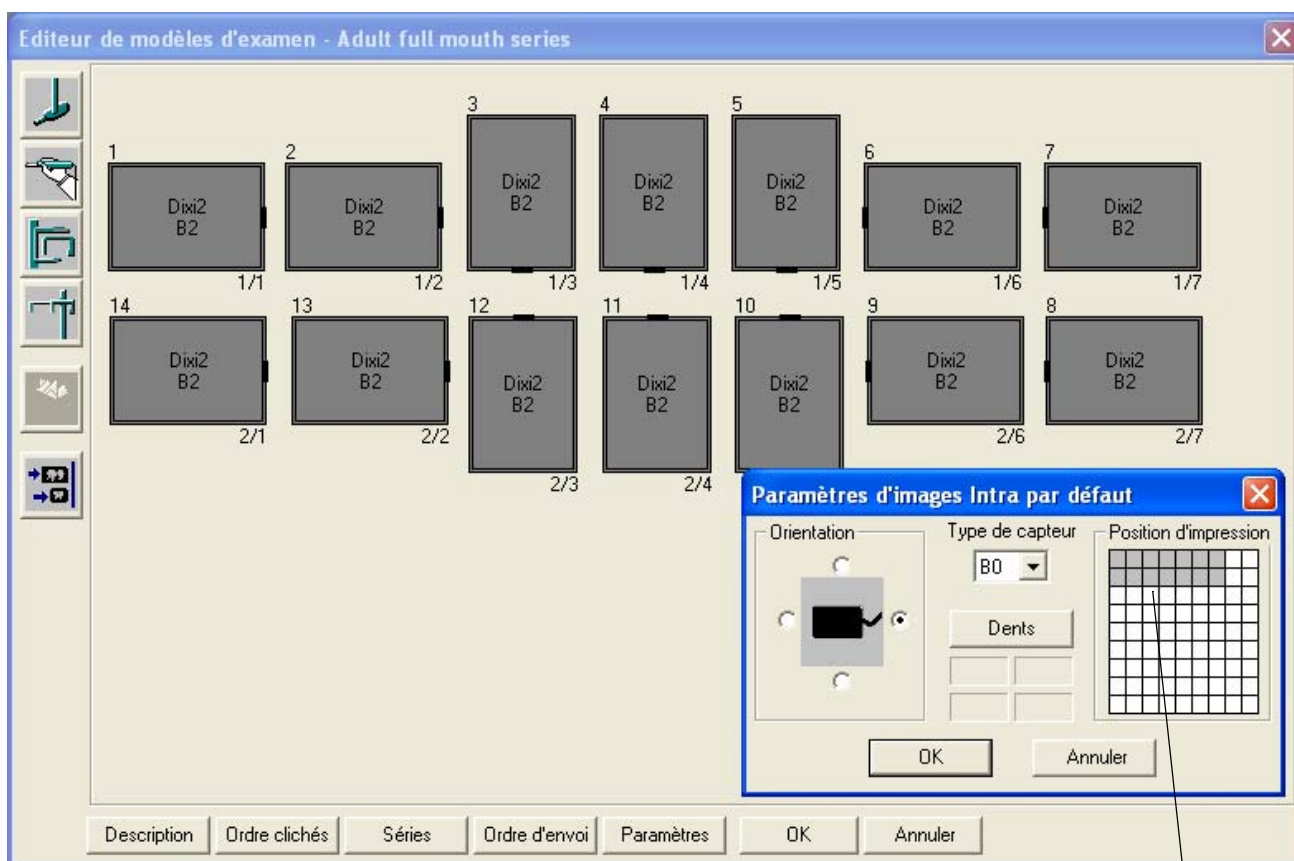 Editeur de modèles d'examen - Adult full mouth series
3 4 5
1 2 6 7
Dixi2 Dixi2 Dixi2
B2 B2 B2
Dixi2 Dixi2 Dixi2 Dixi2
B2 B2 B2 B2
1/1 1/2 1/3 1/4 1/5 1/6 1/7
14 13 12 11 10 9 8
Dixi2 Dixi2 Dixi2 Dixi2
B2 B2 B2 B2
Dixi2 Dixi2 Dixi2
B2 B2 B2
2/1 2/2 2/6 2/7
2/3 2/4
Paramètres d'images Intra par défaut
Orientation Type de capteur Position d'impression
B0
Dents
OK Annuler
Description Ordre clichés Séries Ordre d'envoi Paramètres OK Annuler